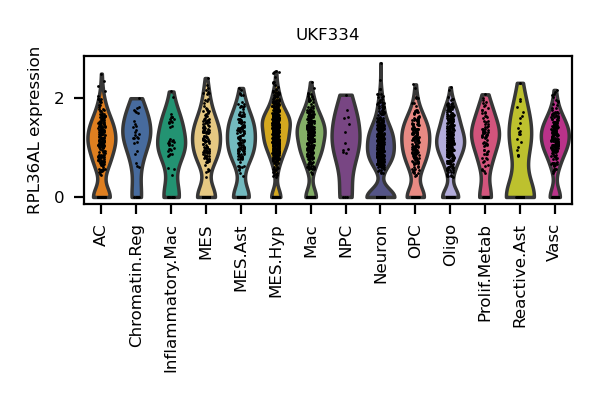 UKF334
RPL36AL expression
2
0
AC
Chromatin.Reg
Inflammatory.Mac
MES
MES.Ast
MES.Hyp
Mac
NPC
Neuron
OPC
Oligo
Prolif.Metab
Reactive.Ast
Vasc